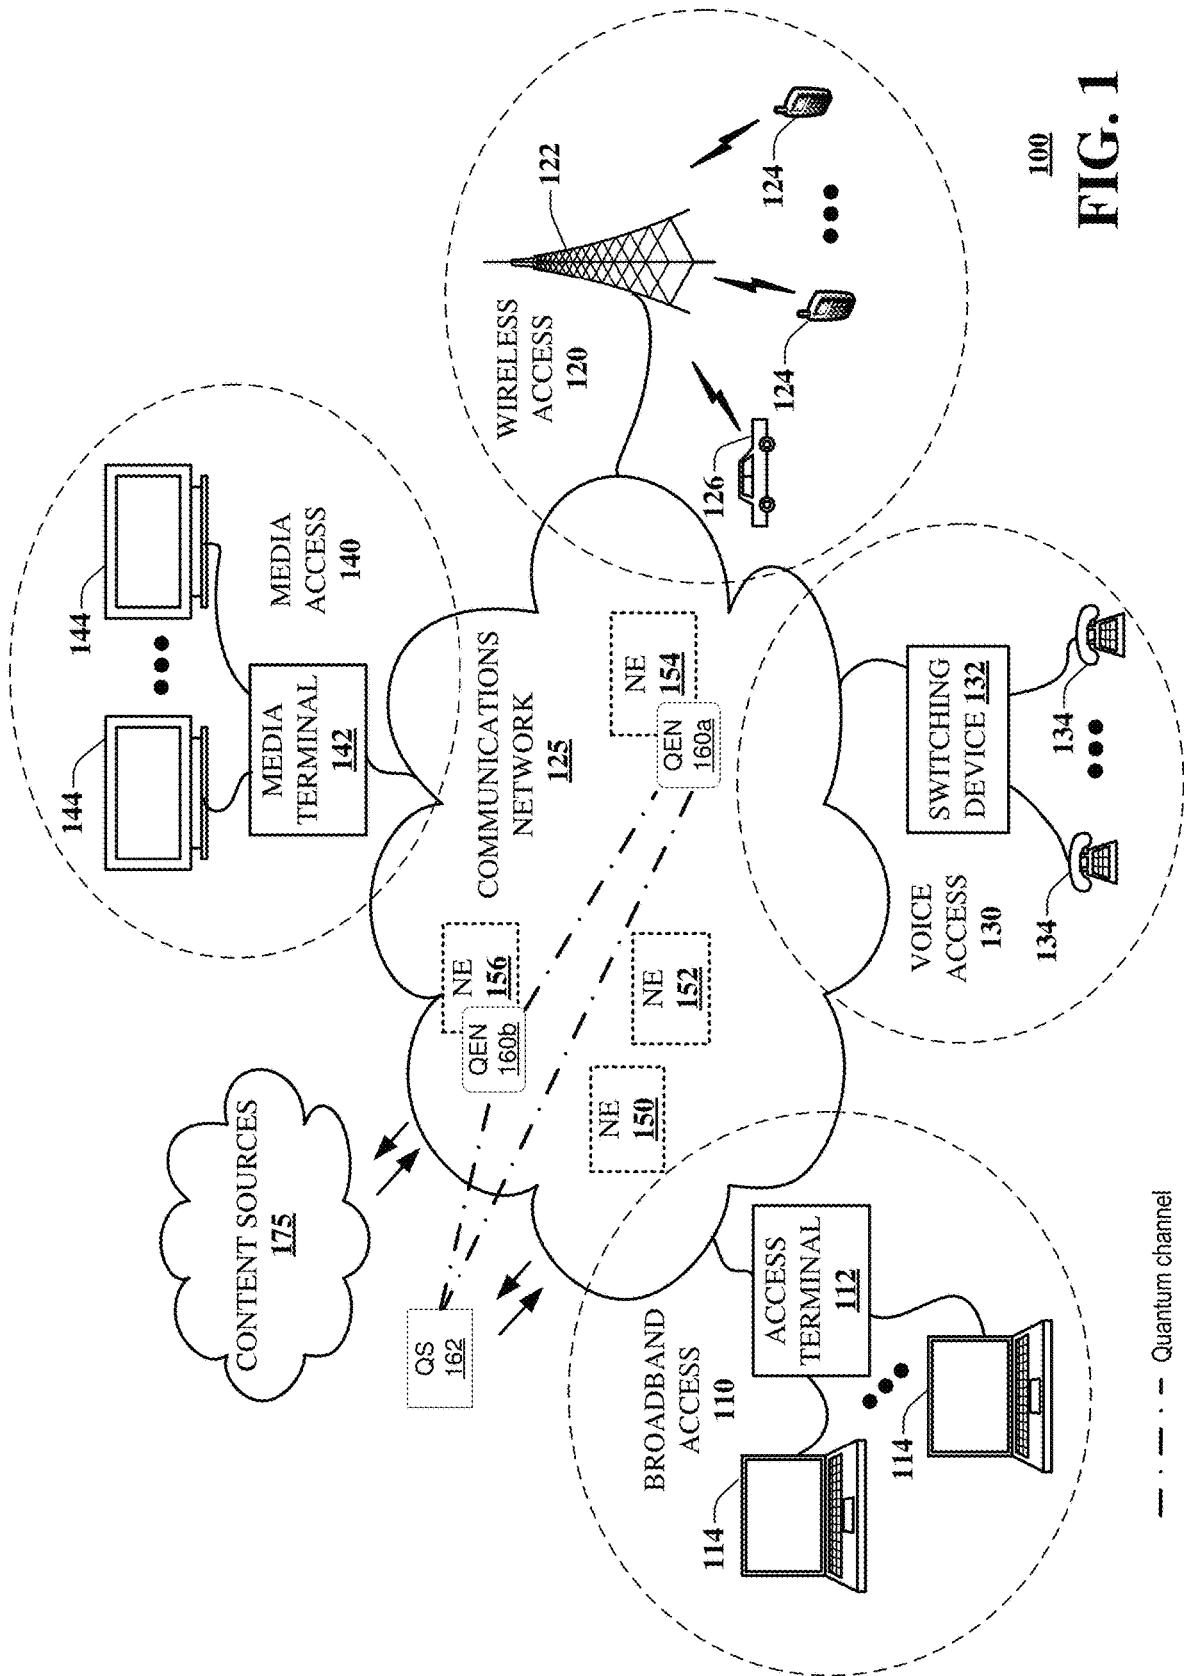 100
FIG. 1
CONTENT SOURCES
175
QS
162
144
144
MEDIA
TERMINAL
142
MEDIA
ACCESS
140
COMMUNICATIONS
NETWORK
125
NE
156
QEN
160b
NE
150
NE
152
NE
154
QEN
160a
WIRELESS
ACCESS
120
122
124
124
126
BROADBAND
ACCESS
110
ACCESS
TERMINAL
112
114
114
VOICE
ACCESS
130
SWITCHING
DEVICE 132
134
134
Quantum channel